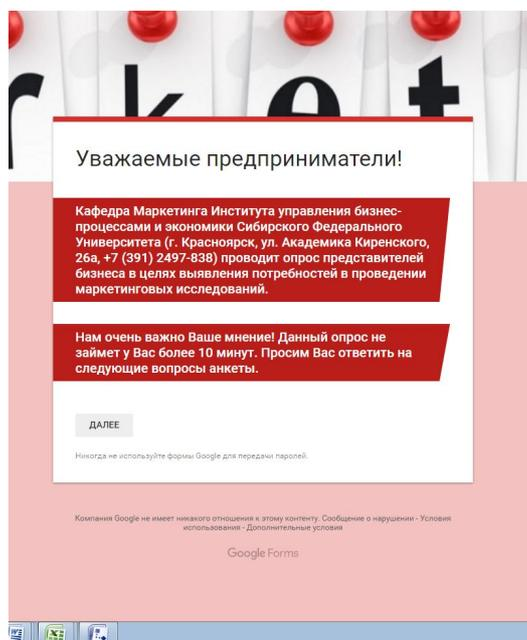 rket
Уважаемые предприниматели!
Кафедра Маркетинга Института управления бизнес-
процессами и экономики Сибирского Федерального
Университета (г. Красноярск, ул. Академика Киренского,
26а, +7 (391) 2497-838) проводит опрос представителей
бизнеса в целях выявления потребностей в проведении
маркетинговых исследований.
Нам очень важно Ваше мнение! Данный опрос не
займет у Вас более 10 минут. Просим Вас ответить на
следующие вопросы анкеты.
ДАЛЕЕ
Никогда не используйте формы Google для передачи паролей.
Компания Google не имеет никакого отношения к этому контенту. Сообщение о нарушении - Условия
использования - Дополнительные условия
Google Forms